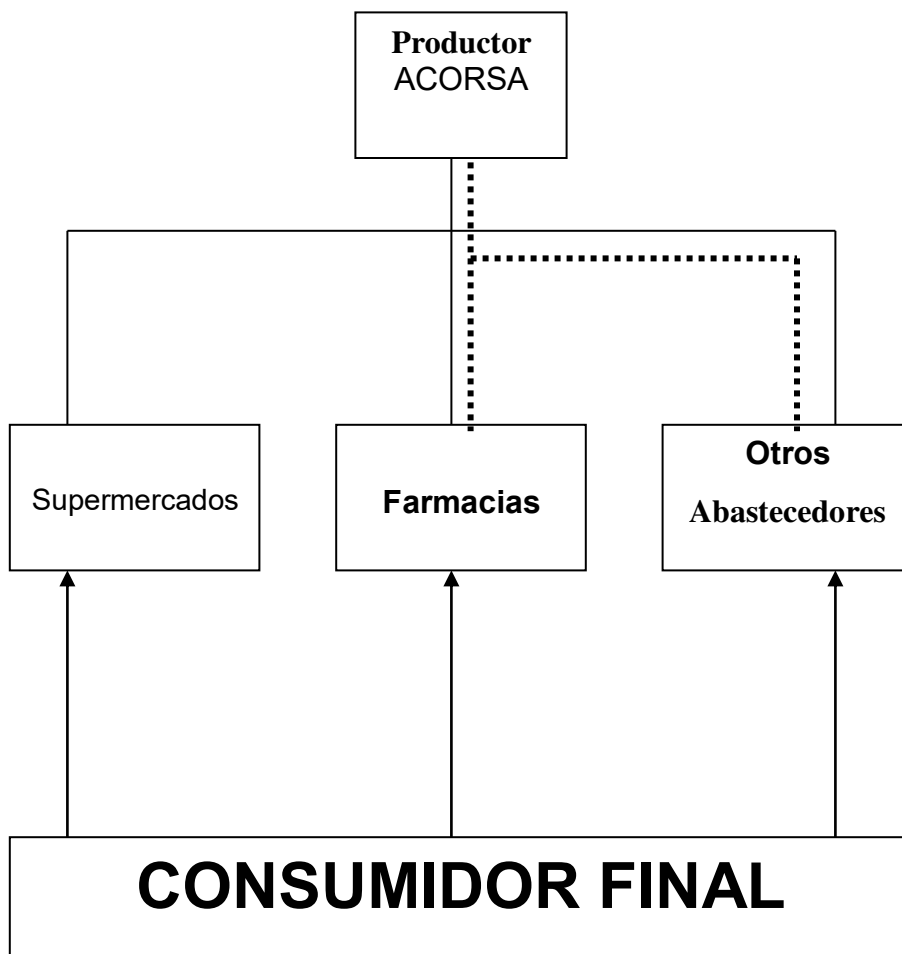 Productor
ACORSA
Supermercados
Farmacias
Otros
Abastecedores
CONSUMIDOR FINAL